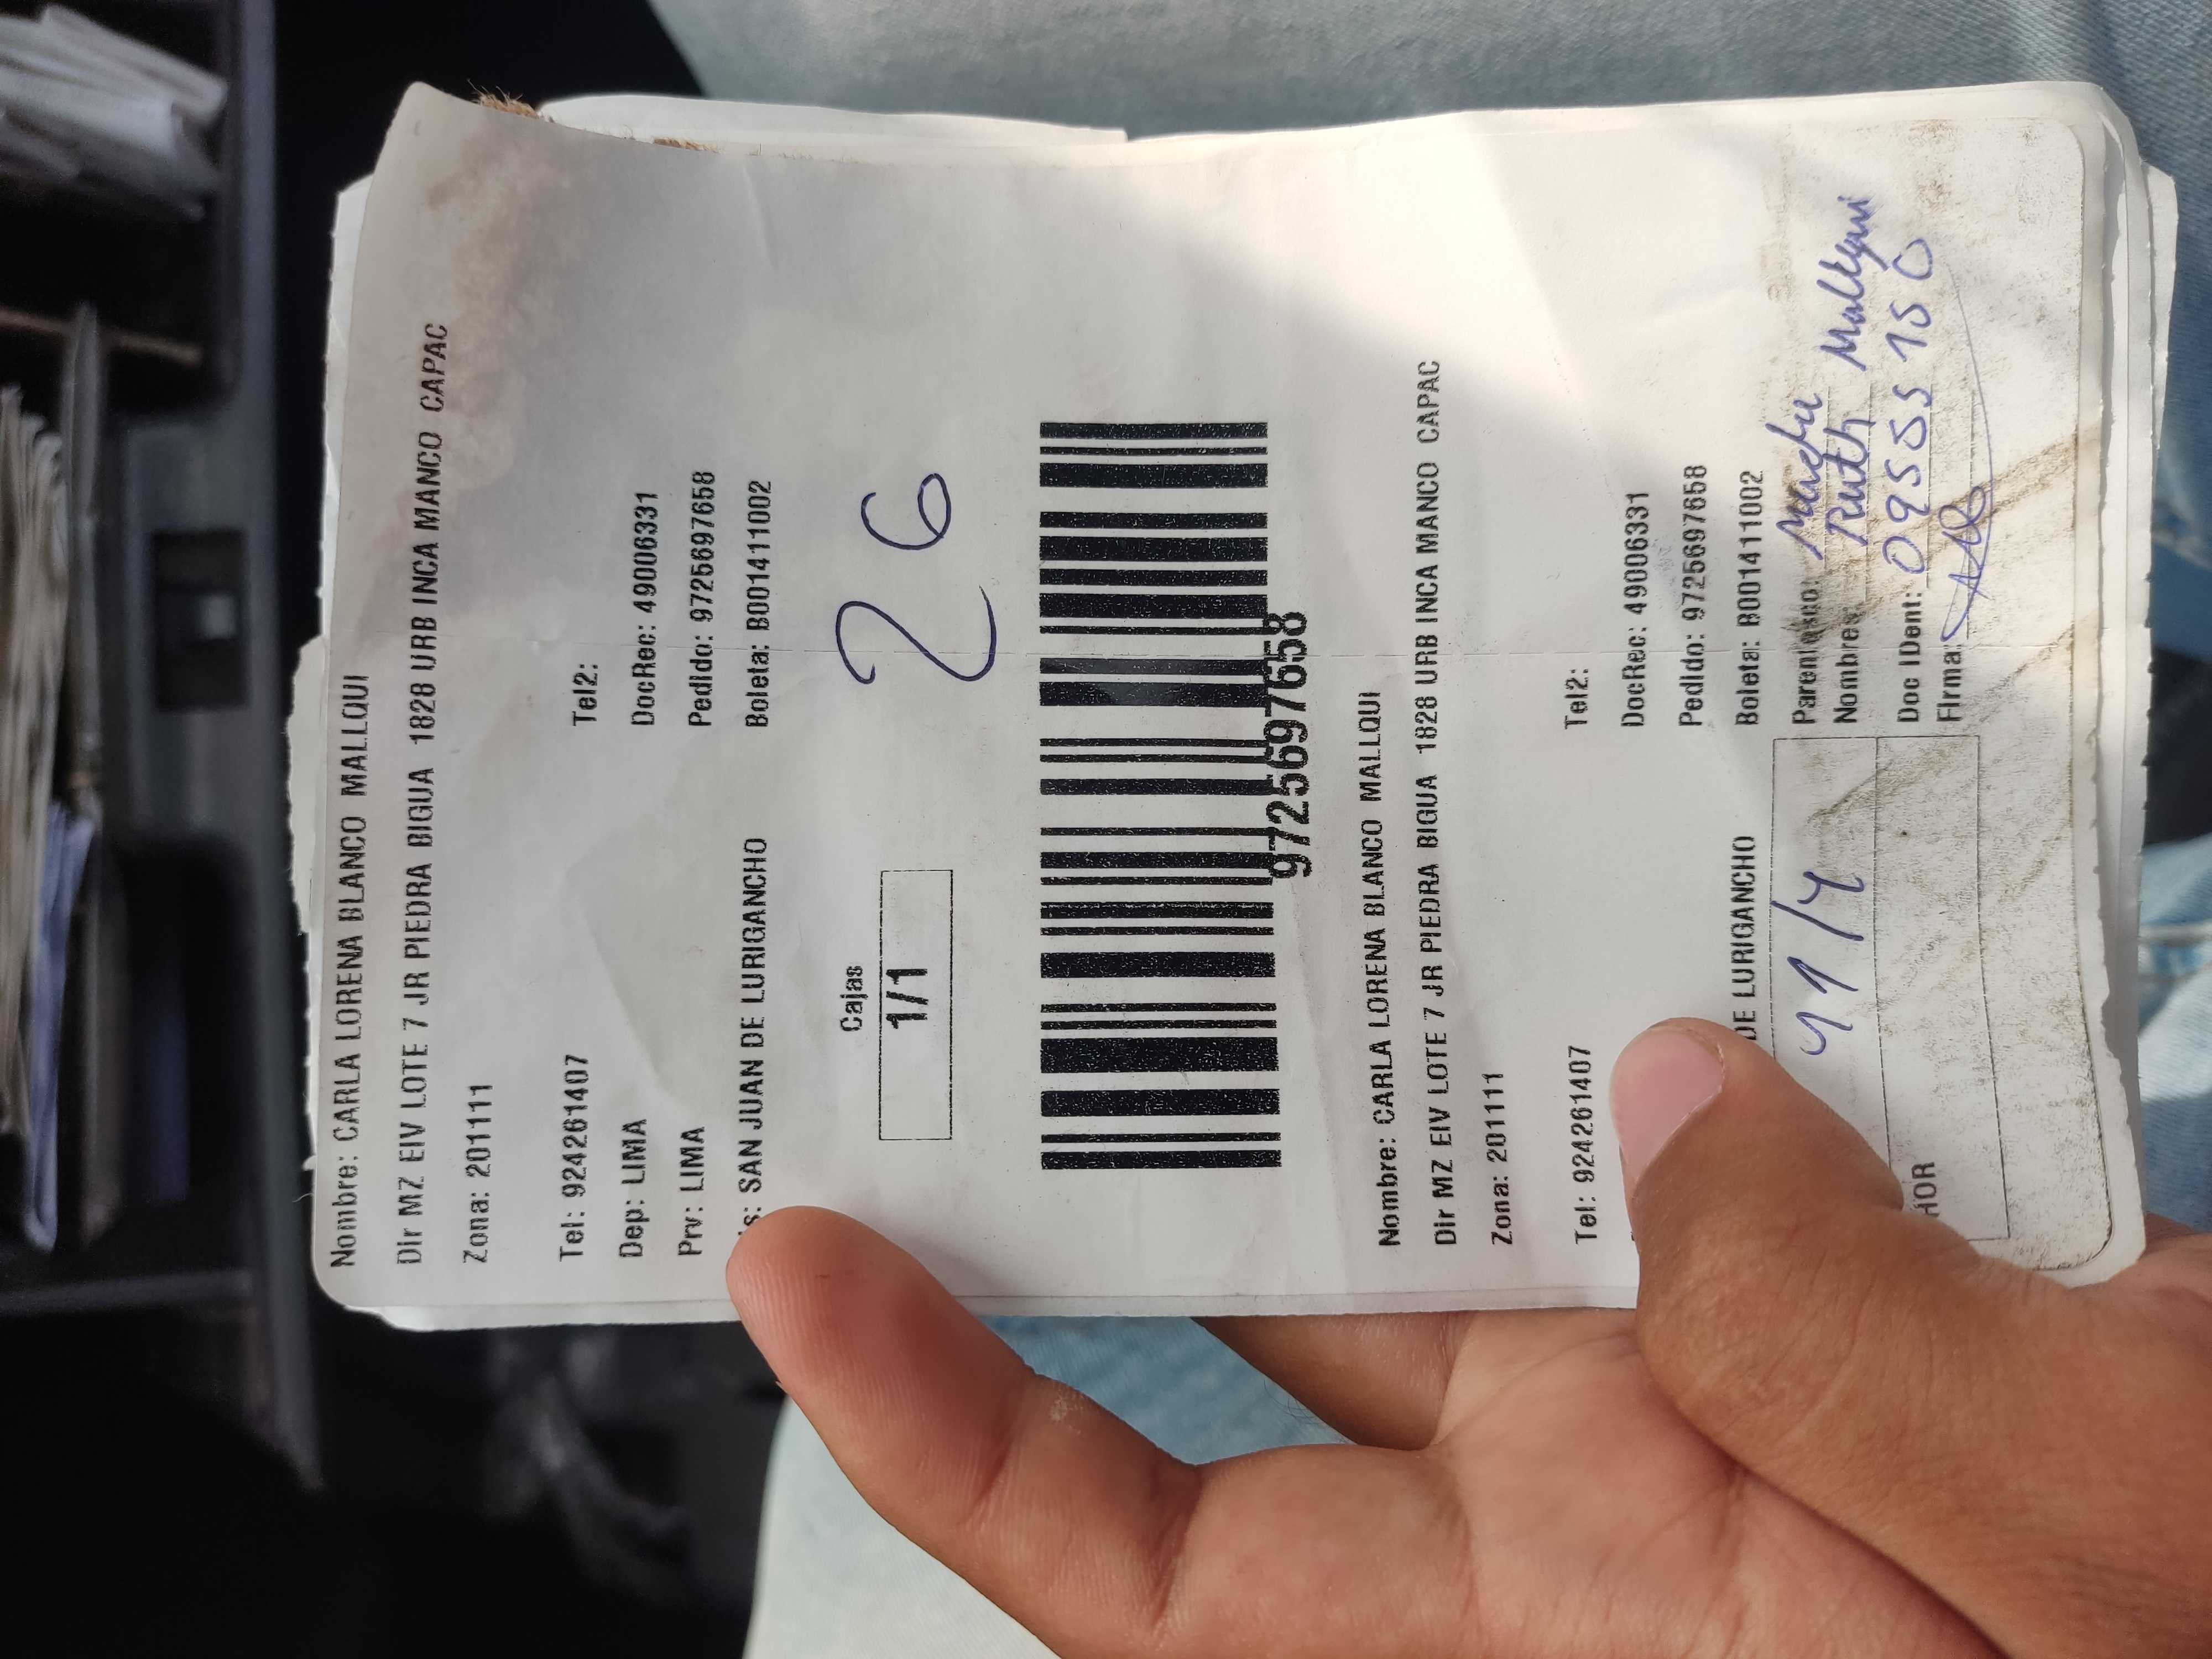 Nombre: CARLA LORENA BLANCO MALLQUI
Dir MZ EIV LOTE 7 JR PIEDRA BIGUA 1828 URB INCA MANCO CAPAC
Zona: 201111
Tel: 924261407 Tel2:
Dep: LIMA DocRec: 49006331
Prv: LIMA Pedido: 9725697658
s: SAN JUAN DE LURIGANCHO Boleta: B001411002
Cajas
1/1
26
9725697658
Nombre: CARLA LORENA BLANCO MALLQUI
Dir MZ EIV LOTE 7 JR PIEDRA BIGUA 1828 URB INCA MANCO CAPAC
Zona: 201111
Tel: 924261407 Tel2:
DocRec: 49006331
Pedido: 9725697658
DE LURIGANCHO Boleta: B001411002
Parentesco:
Nombre: Ruth Mallqui
Doc IDent: 09555150
Firma:
HOR